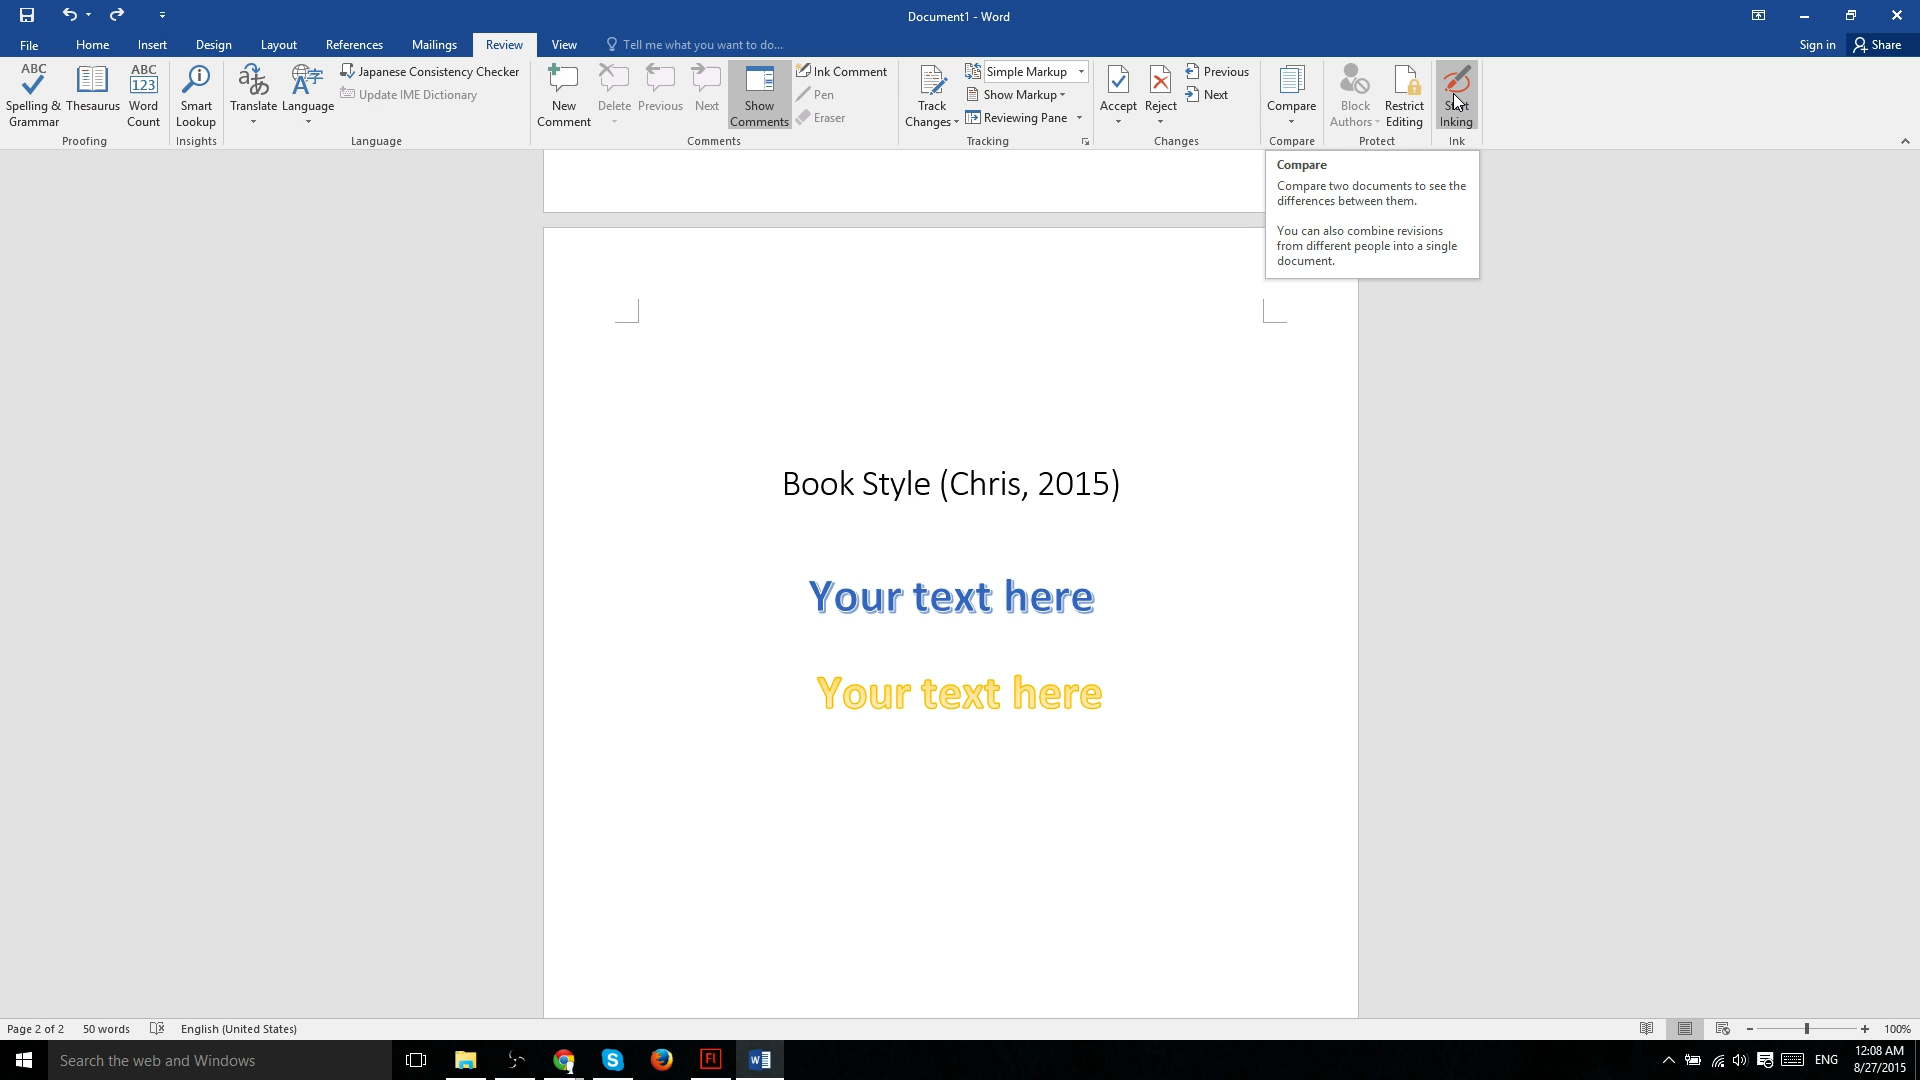 Document1 - Word
File Home Insert Design Layout References Mailings Review View Tell me what you want to do... Sign in Share
ABC Spelling & Grammar
Thesaurus
ABC 123 Word Count
Proofing
Smart Lookup
Insights
Translate
Language
Japanese Consistency Checker
Update IME Dictionary
Language
New Comment
Delete
Previous
Next
Show Comments
Ink Comment
Pen
Eraser
Comments
Track Changes
Simple Markup
Show Markup
Reviewing Pane
Tracking
Accept
Reject
Previous
Next
Changes
Compare
Compare
Block Authors
Restrict Editing
Protect
Inking
Ink
Compare
Compare two documents to see the
differences between them.
You can also combine revisions
from different people into a single
document.
Book Style (Chris, 2015)
Your text here
Your text here
Page 2 of 2 50 words English (United States) 100%
Search the web and Windows
Fl
W
ENG
12:08 AM
8/27/2015